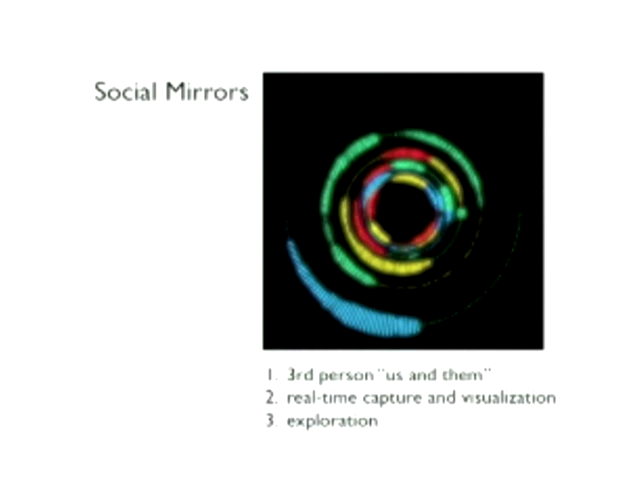 Social Mirrors
1. 3rd person "us and them"
2. real-time capture and visualization
3. exploration